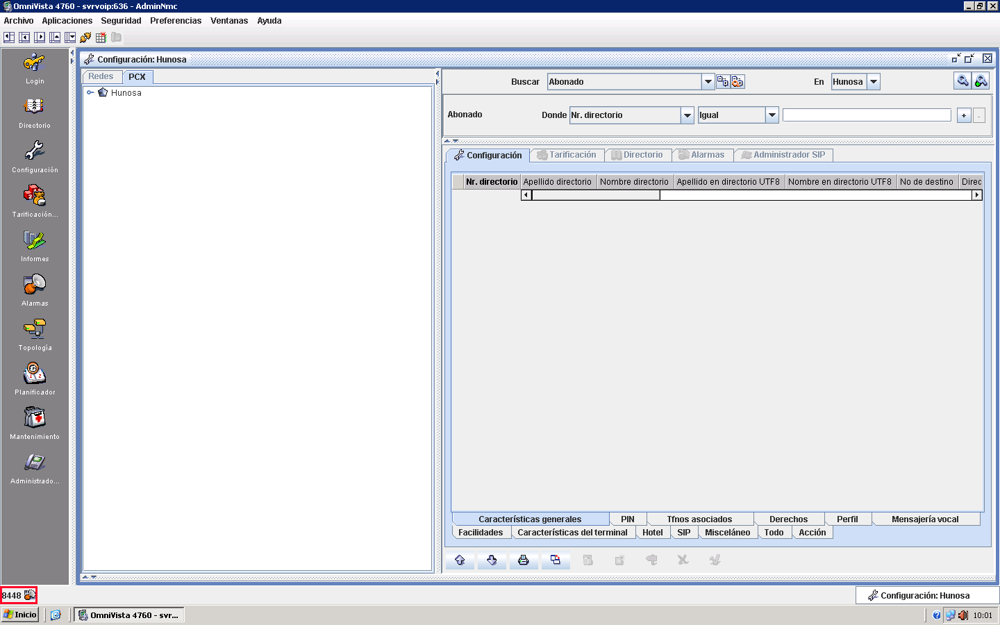 OmniVista 4760 - svrvoip:636 - AdminNmc
Archivo Aplicaciones Seguridad Preferencias Ventanas Ayuda
Login
Directorio
Configuración
Tarificación...
Informes
Alarmas
Topología
Planificador
Mantenimiento
Administrado...
Configuración: Hunosa
Redes PCX
Hunosa
Buscar Abonado En Hunosa
Abonado Donde Nr. directorio Igual + -
Configuración Tarificación Directorio Alarmas Administrador SIP
Nr. directorio Apellido directorio Nombre directorio Apellido en directorio UTF8 Nombre en directorio UTF8 No de destino Direc
Características generales PIN Tfnos asociados Derechos Perfil Mensajería vocal
Facilidades Características del terminal Hotel SIP Misceláneo Todo Acción
8448 Configuración: Hunosa
Inicio OmniVista 4760 - svr... 10:01